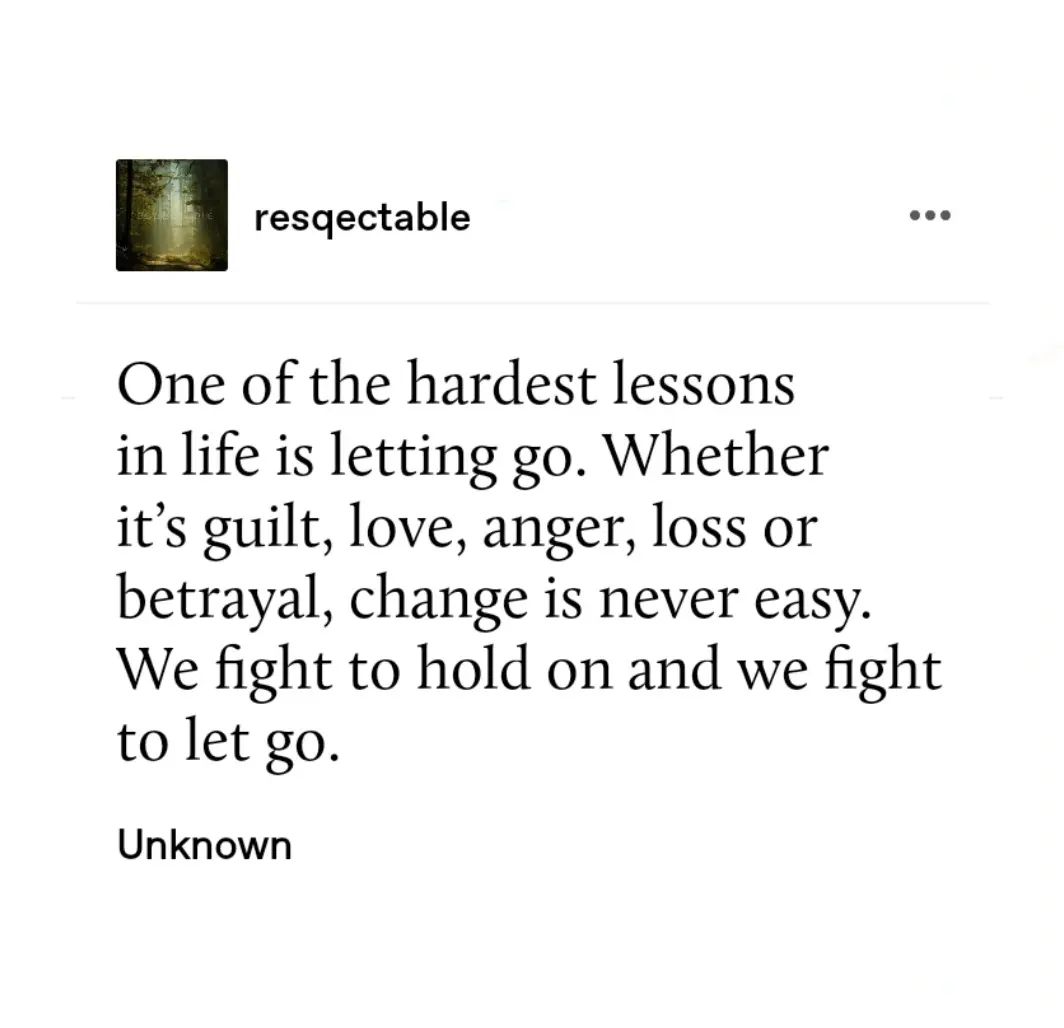 resqectable
One of the hardest lessons
in life is letting go. Whether
it’s guilt, love, anger, loss or
betrayal, change is never easy.
We fight to hold on and we fight
to let go.
Unknown